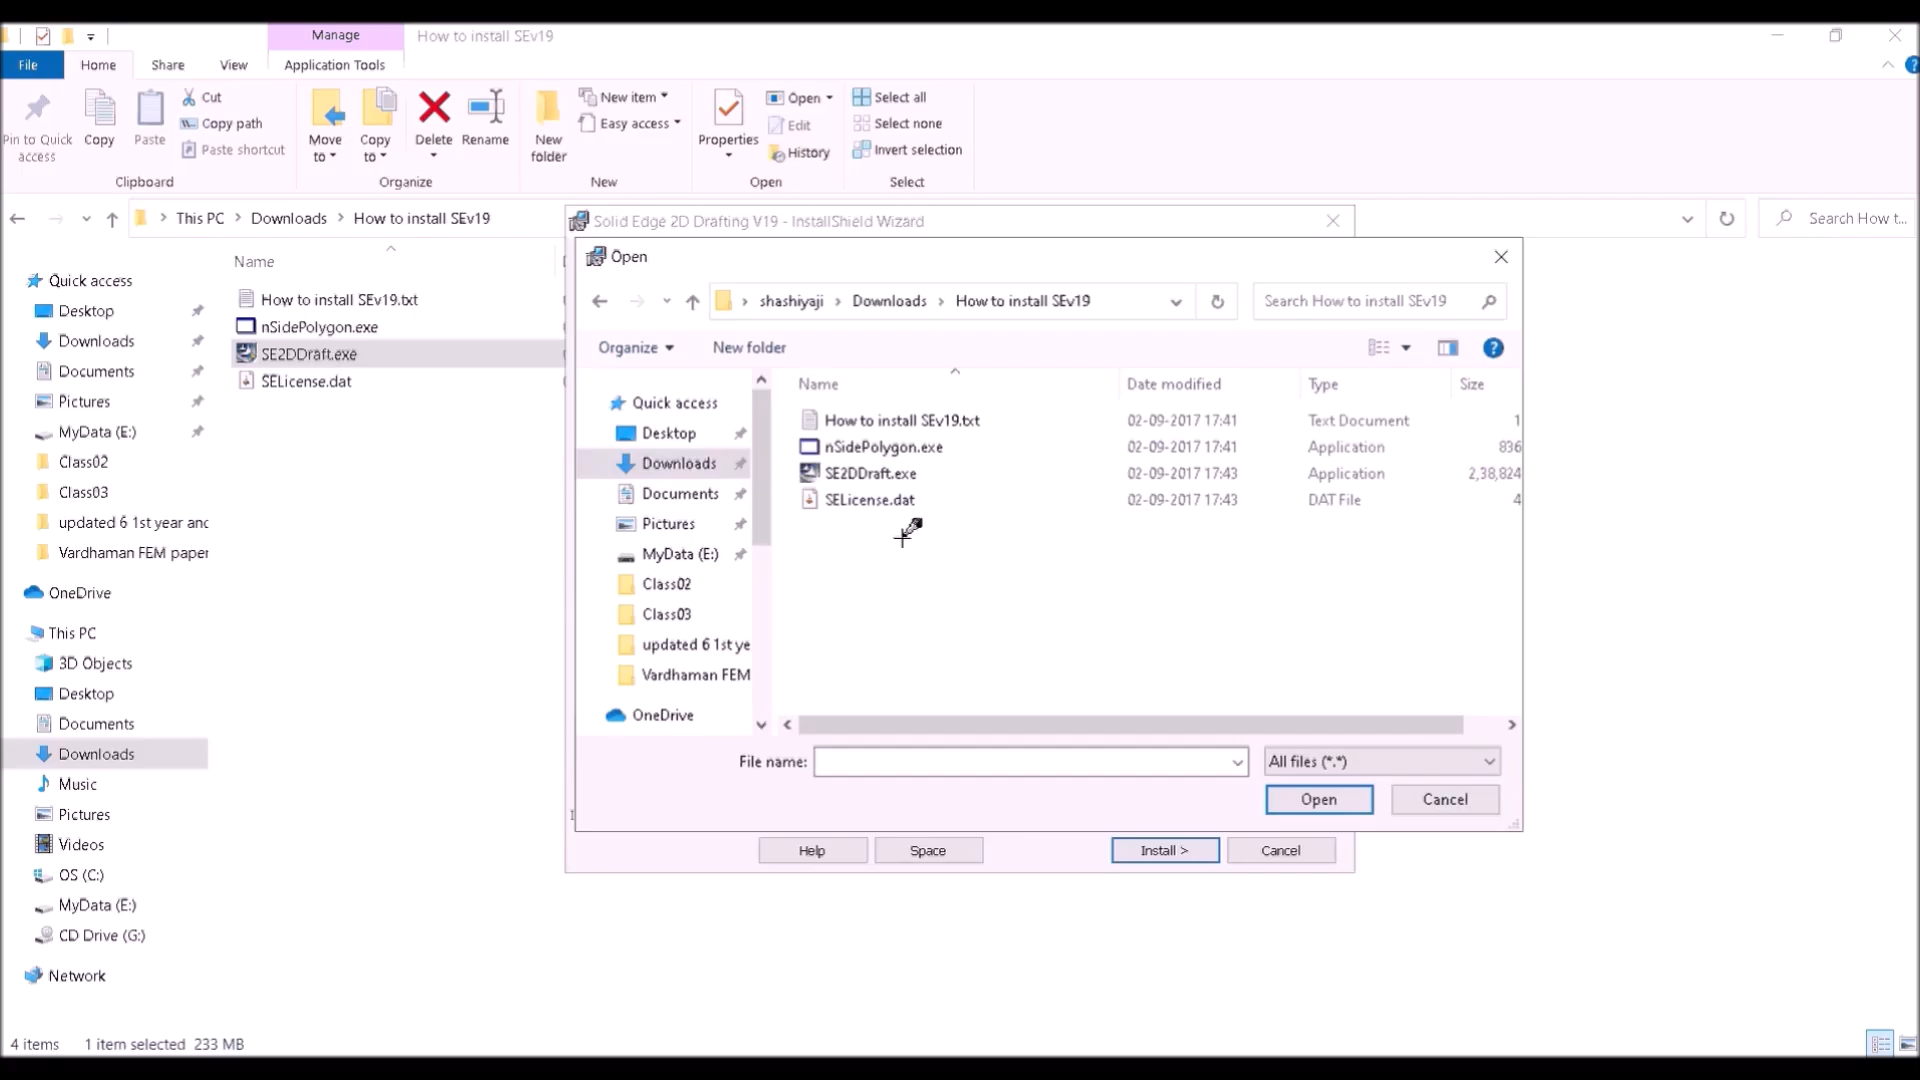 Manage
How to install SEv19
File
Home
Share
View
Application Tools
Pin to Quick access
Copy
Paste
Cut
Copy path
Paste shortcut
Clipboard
Move to
Copy to
Delete
Rename
Organize
New folder
New item
Easy access
New
Properties
Open
Edit
History
Open
Select all
Select none
Invert selection
Select
This PC
Downloads
How to install SEv19
Search How t...
Name
How to install SEv19.txt
nSidePolygon.exe
SE2DDraft.exe
SELicense.dat
Quick access
Desktop
Downloads
Documents
Pictures
MyData (E:)
Class02
Class03
updated 6 1st year and
Vardhaman FEM paper
OneDrive
This PC
3D Objects
Desktop
Documents
Downloads
Music
Pictures
Videos
OS (C:)
MyData (E:)
CD Drive (G:)
Network
4 items 1 item selected 233 MB
Solid Edge 2D Drafting V19 - InstallShield Wizard
Open
shashiyaji
Downloads
How to install SEv19
Search How to install SEv19
Organize
New folder
Quick access
Desktop
Downloads
Documents
Pictures
MyData (E:)
Class02
Class03
updated 6 1st ye
Vardhaman FEM
OneDrive
Name Date modified Type Size
How to install SEv19.txt 02-09-2017 17:41 Text Document 1
nSidePolygon.exe 02-09-2017 17:41 Application 836
SE2DDraft.exe 02-09-2017 17:43 Application 2,38,824
SELicense.dat 02-09-2017 17:43 DAT File 4
File name:
All files (*.*)
Open
Cancel
Help
Space
Install >
Cancel